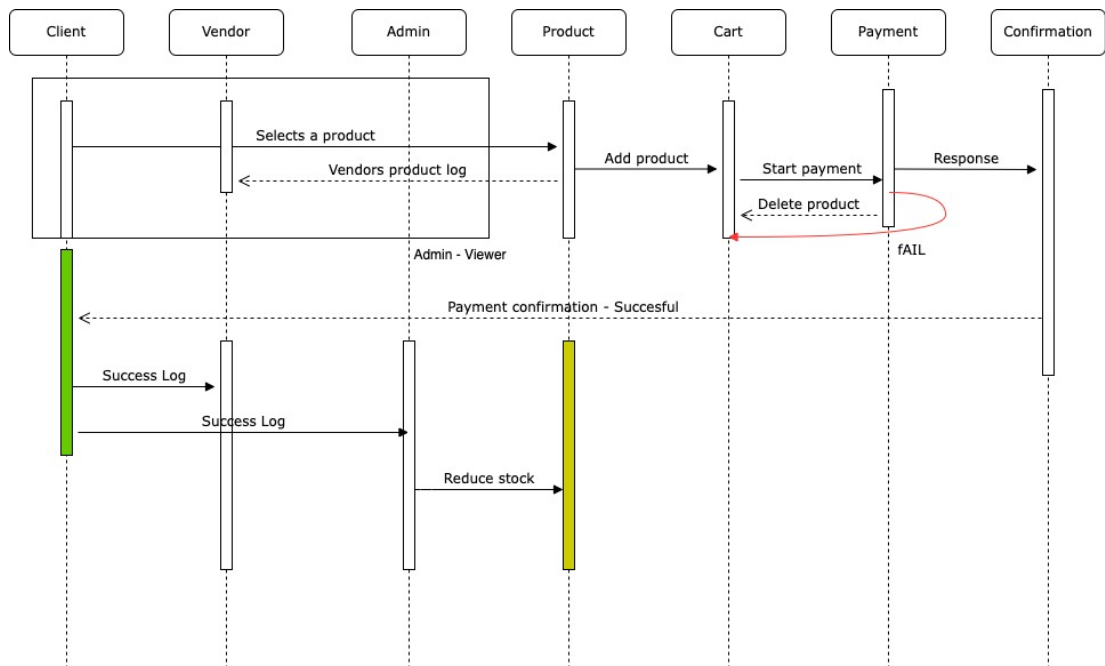 Client
Vendor
Admin
Product
Cart
Payment
Confirmation
Selects a product
Add product
Response
Vendors product log
Start payment
Delete product
Admin - Viewer
fAIL
Payment confirmation - Succesful
Success Log
Success Log
Reduce stock